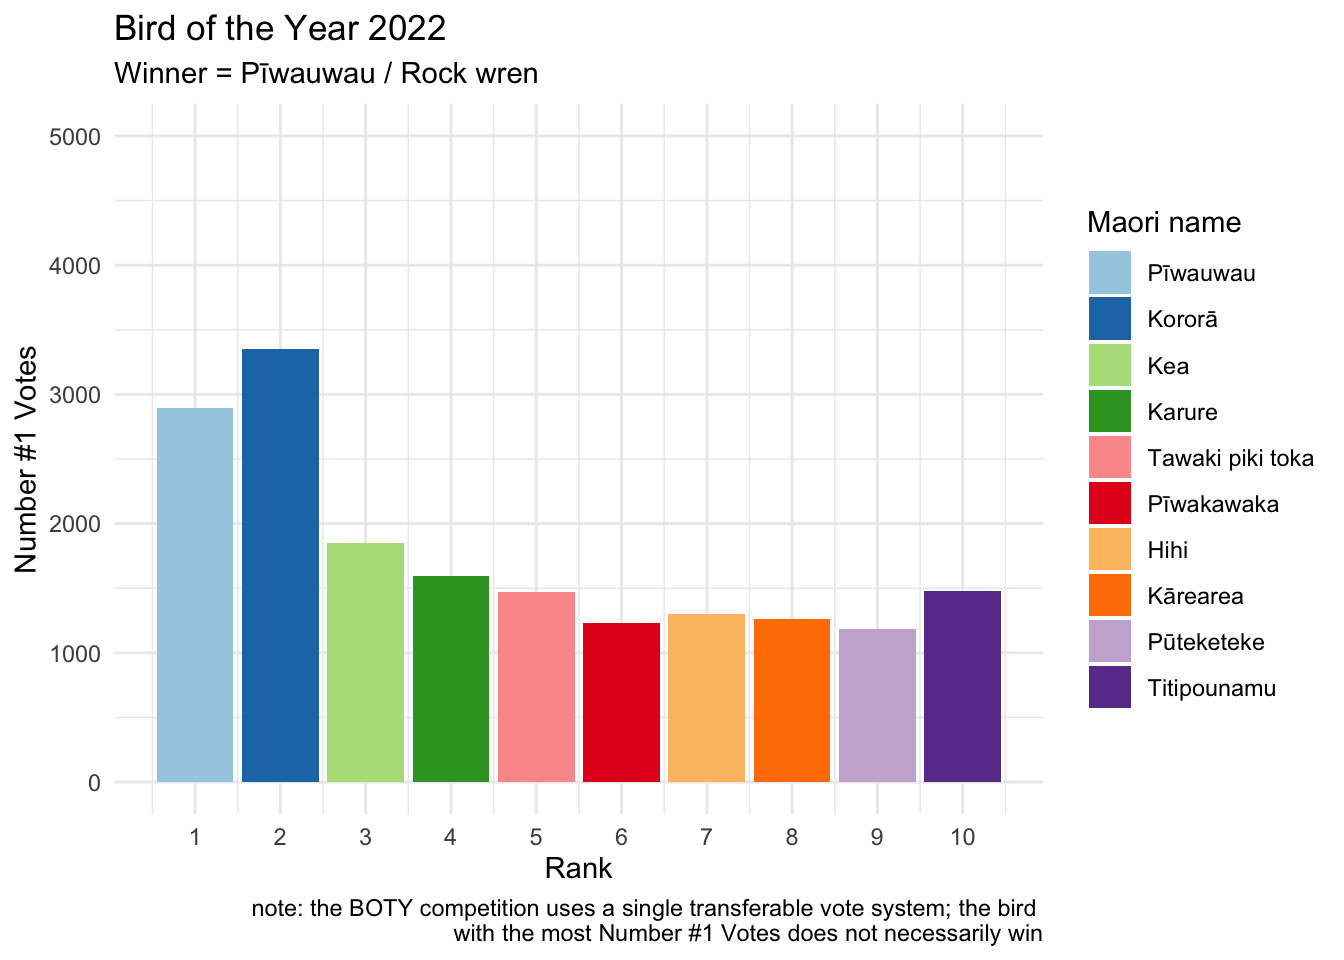 Bird of the Year 2022
Winner = Pīwauwau / Rock wren
Number #1 Votes
5000
4000
3000
2000
1000
0
1 2 3 4 5 6 7 8 9 10
Rank
Maori name
Pīwauwau
Kororā
Kea
Karure
Tawaki piki toka
Pīwakawaka
Hihi
Kārearea
Pūteketeke
Titipounamu
note: the BOTY competition uses a single transferable vote system; the bird
with the most Number #1 Votes does not necessarily win